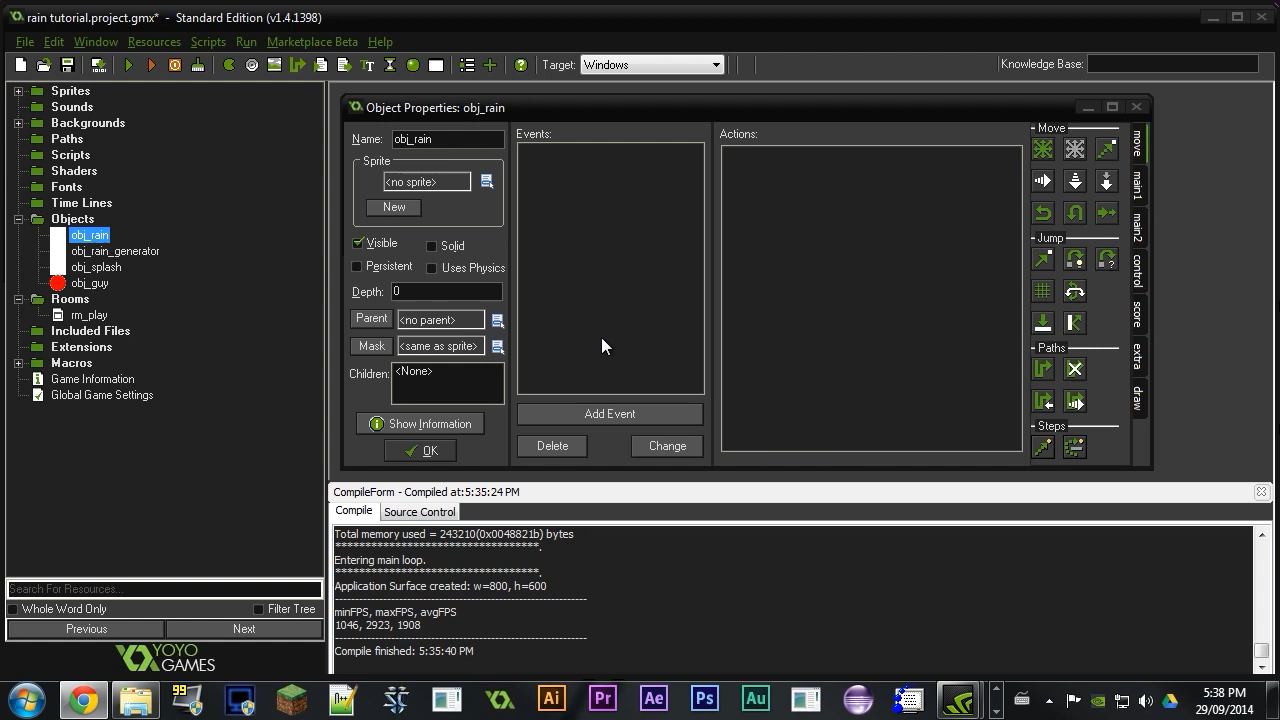 rain tutorial.project.gmx* - Standard Edition (v1.4.1398)
File Edit Window Resources Scripts Run Marketplace Beta Help
Target: Windows Knowledge Base:
Sprites
Sounds
Backgrounds
Paths
Scripts
Shaders
Fonts
Time Lines
Objects
obj_rain
obj_rain_generator
obj_splash
obj_guy
Rooms
rm_play
Included Files
Extensions
Macros
Game Information
Global Game Settings
Search For Resources...
Whole Word Only Filter Tree
Previous Next
YOYO
GAMES
Object Properties: obj_rain
Name: obj_rain
Sprite
<no sprite>
New
Visible Solid
Persistent Uses Physics
Depth: 0
Parent <no parent>
Mask <same as sprite>
Children: <None>
Show Information
OK
Events:
Add Event
Delete Change
Actions:
Move
Jump
Paths
Steps
move
main1
main2
control
score
extra
draw
CompileForm - Compiled at:5:35:24 PM
Compile Source Control
Total memory used = 243210(0x0048821b) bytes
***********************************.
Entering main loop.
***********************************.
Application Surface created: w=800, h=600
-------------------------------------------------------
minFPS, maxFPS, avgFPS
1046, 2923, 1908
-------------------------------------------------------
Compile finished: 5:35:40 PM
99 Ai Pr Ae Ps Au
5:38 PM
29/09/2014